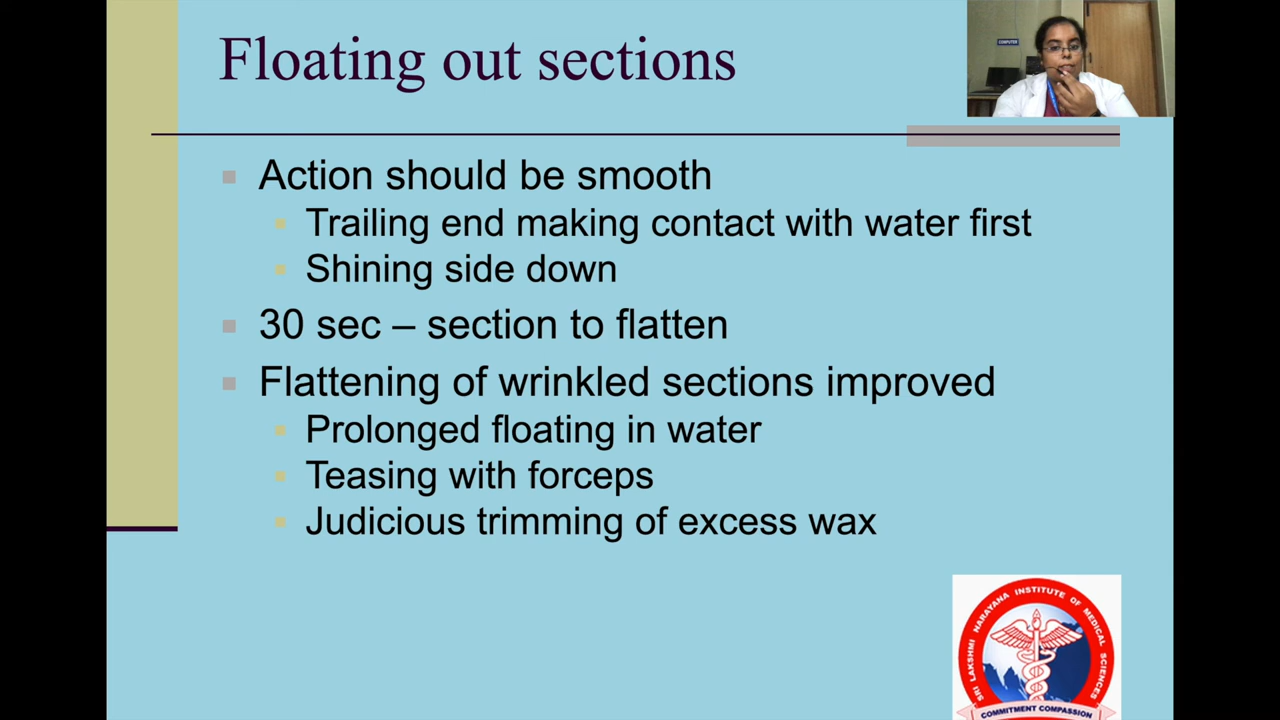 Floating out sections
COMPUTER
Action should be smooth
Trailing end making contact with water first
Shining side down
30 sec – section to flatten
Flattening of wrinkled sections improved
Prolonged floating in water
Teasing with forceps
Judicious trimming of excess wax
SRI LAKSHMI NARAYANA INSTITUTE OF MEDICAL SCIENCES
COMMITMENT COMPASSION